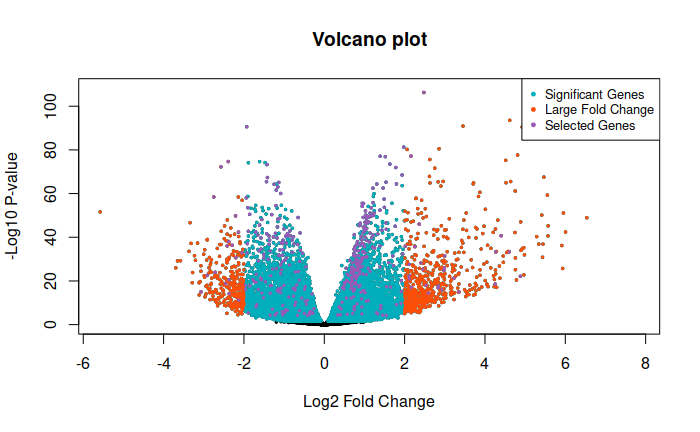 Volcano plot
Significant Genes
Large Fold Change
Selected Genes
-Log10 P-value
100
80
60
40
20
0
-6 -4 -2 0 2 4 6 8
Log2 Fold Change